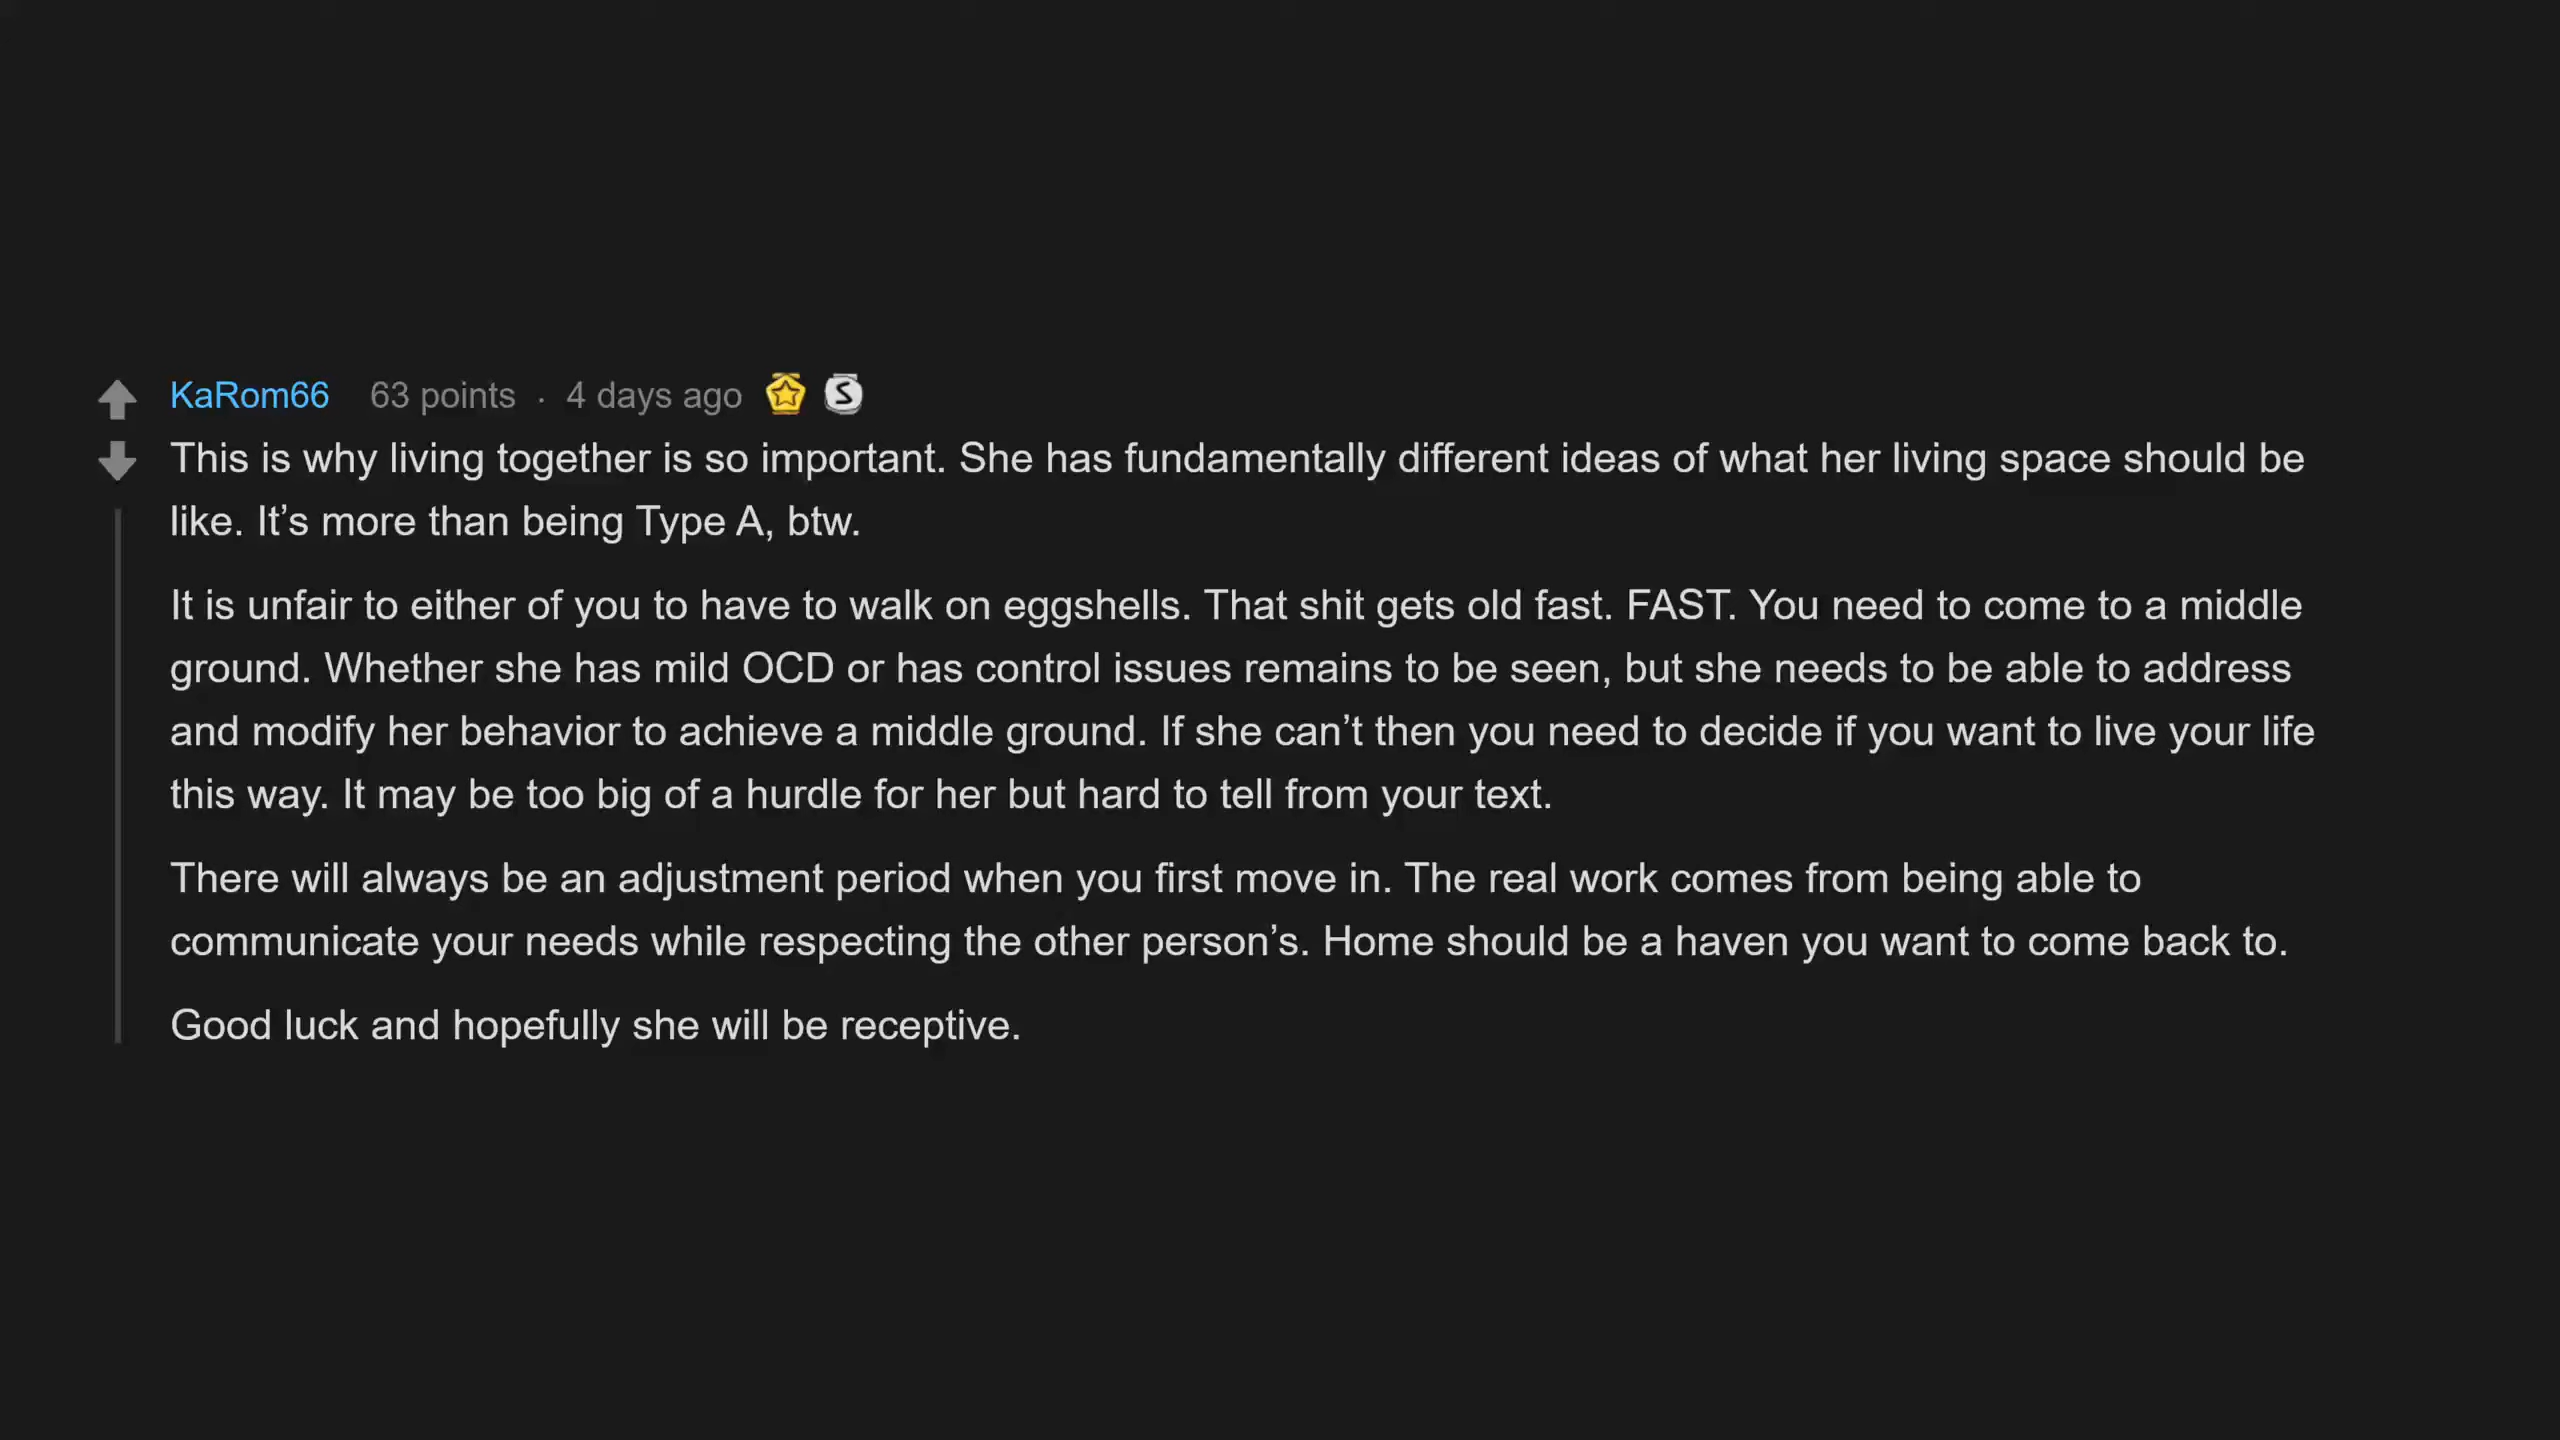 KaRom66 63 points · 4 days ago
This is why living together is so important. She has fundamentally different ideas of what her living space should be
like. It’s more than being Type A, btw.
It is unfair to either of you to have to walk on eggshells. That shit gets old fast. FAST. You need to come to a middle
ground. Whether she has mild OCD or has control issues remains to be seen, but she needs to be able to address
and modify her behavior to achieve a middle ground. If she can’t then you need to decide if you want to live your life
this way. It may be too big of a hurdle for her but hard to tell from your text.
There will always be an adjustment period when you first move in. The real work comes from being able to
communicate your needs while respecting the other person’s. Home should be a haven you want to come back to.
Good luck and hopefully she will be receptive.